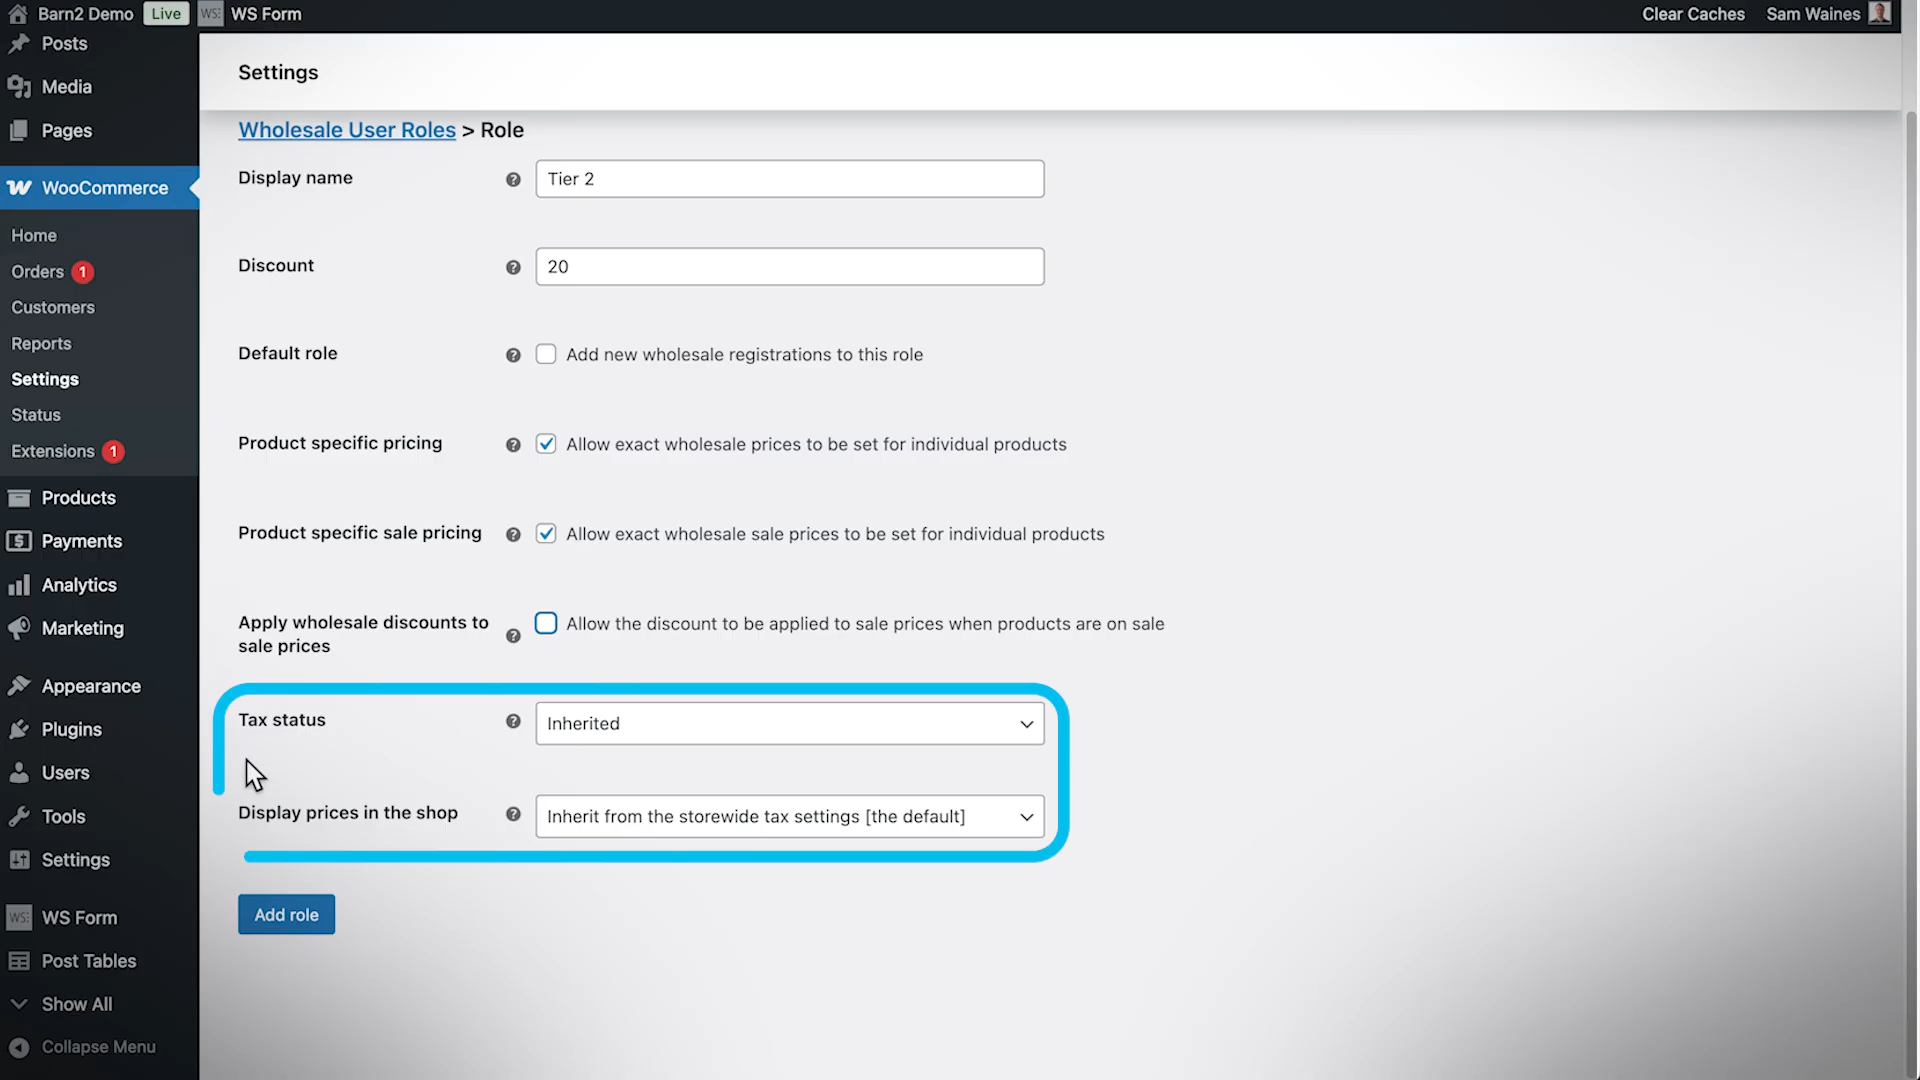 Barn2 Demo Live WS Form Clear Caches Sam Waines
Posts
Media
Pages
WooCommerce
Home
Orders 1
Customers
Reports
Settings
Status
Extensions 1
Products
Payments
Analytics
Marketing
Appearance
Plugins
Users
Tools
Settings
WS Form
Post Tables
Show All
Collapse Menu
Settings
Wholesale User Roles > Role
Display name Tier 2
Discount 20
Default role Add new wholesale registrations to this role
Product specific pricing Allow exact wholesale prices to be set for individual products
Product specific sale pricing Allow exact wholesale sale prices to be set for individual products
Apply wholesale discounts to
sale prices
Allow the discount to be applied to sale prices when products are on sale
Tax status Inherited
Display prices in the shop Inherit from the storewide tax settings [the default]
Add role